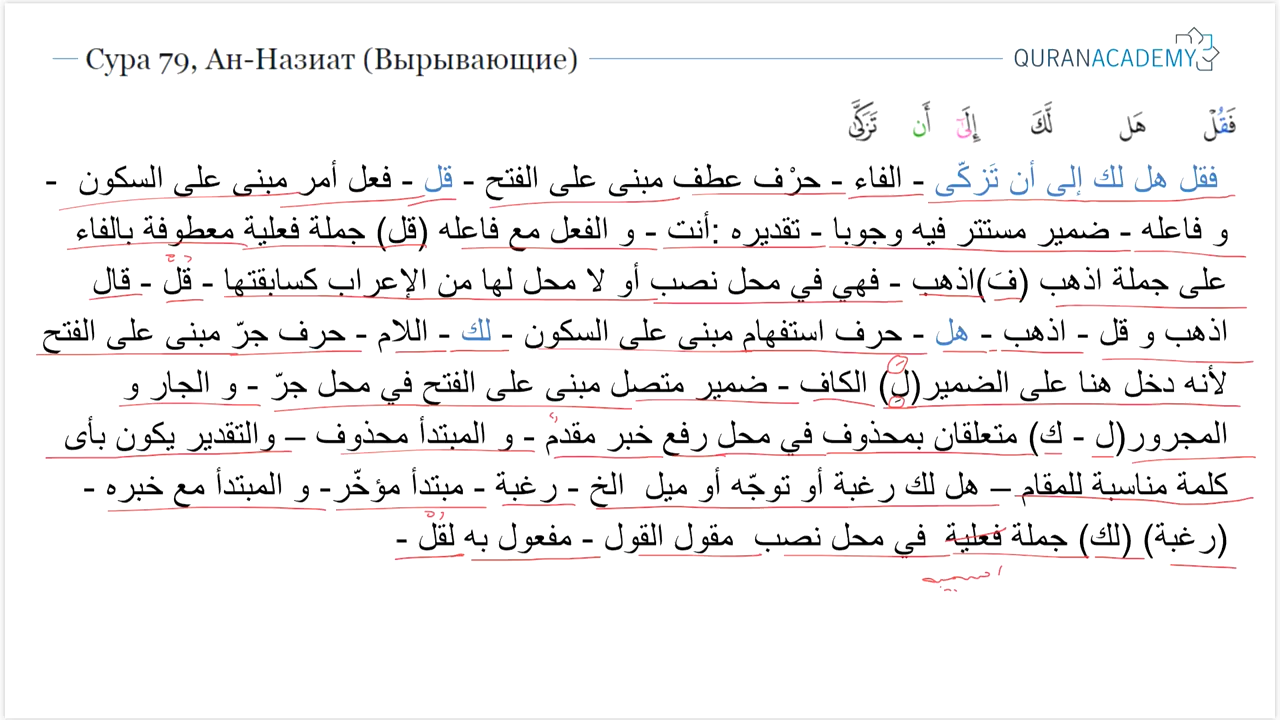 Сура 79, Ан-Назиат (Вырывающие)
QURANACADEMY
فَقُلْ هَل لَّكَ إِلَىٰٓ أَن تَزَكَّىٰ
فقل هل لك إلى أن تَزكّى - الفاء - حرْف عطف مبنى على الفتح - قل - فعل أمر مبنى على السكون -
و فاعله - ضمير مستتر فيه وجوبا - تقديره :أنت - و الفعل مع فاعله (قل) جملة فعلية معطوفة بالفاء
على جملة اذهب (فَ)اذهب - فهي في محل نصب أو لا محل لها من الإعراب كسابقتها - قل - قال
اذهب و قل - اذهب - هل - حرف استفهام مبنى على السكون - لك - اللام - حرف جرّ مبنى على الفتح
لأنه دخل هنا على الضمير(لَِ) الكاف - ضمير متصل مبنى على الفتح في محل جرّ - و الجار و
المجرور(ل - ك) متعلقان بمحذوف في محل رفع خبر مقدم - و المبتدأ محذوف – والتقدير يكون بأى
كلمة مناسبة للمقام – هل لك رغبة أو توجّه أو ميل الخ - رغبة - مبتدأ مؤخّر- و المبتدأ مع خبره -
(رغبة) (لك) جملة فعلية في محل نصب مقول القول - مفعول به لقل -
اسمية